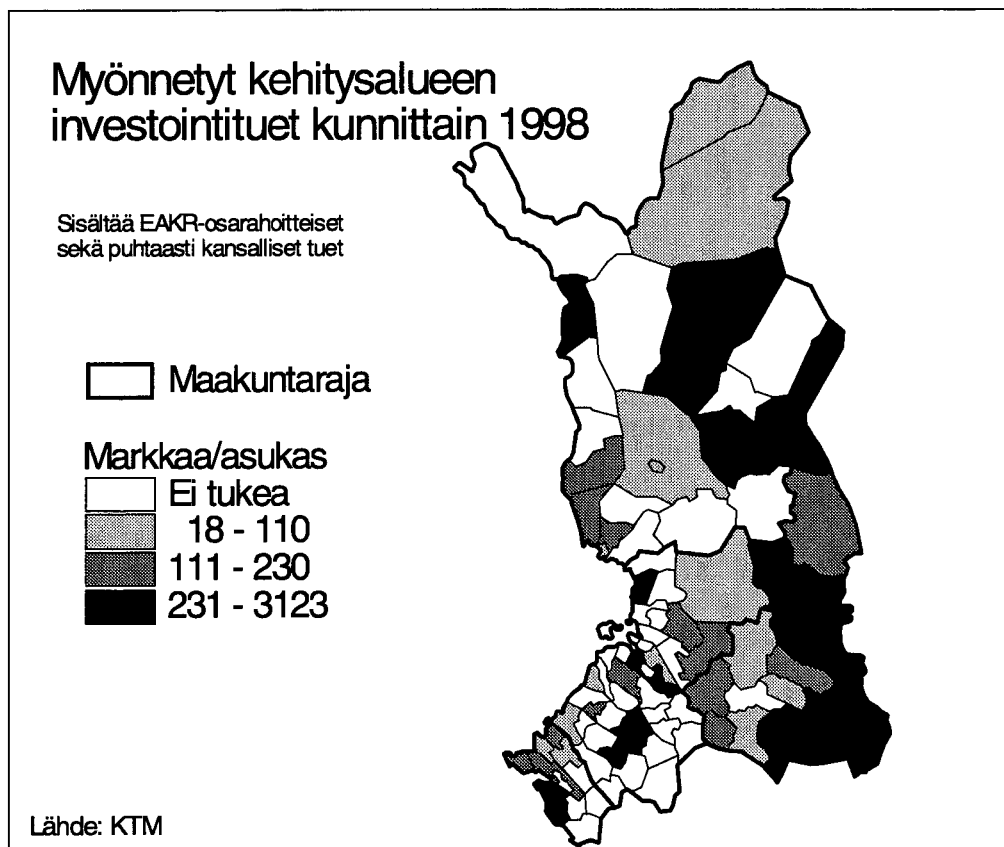 Myönnetyt kehitysalueen
investointituet kunnittain 1998
Sisältää EAKR-osarahoitteiset
sekä puhtaasti kansalliset tuet
Maakuntaraja
Markkaa/asukas
Ei tukea
18 - 110
111 - 230
231 - 3123
Lähde: KTM